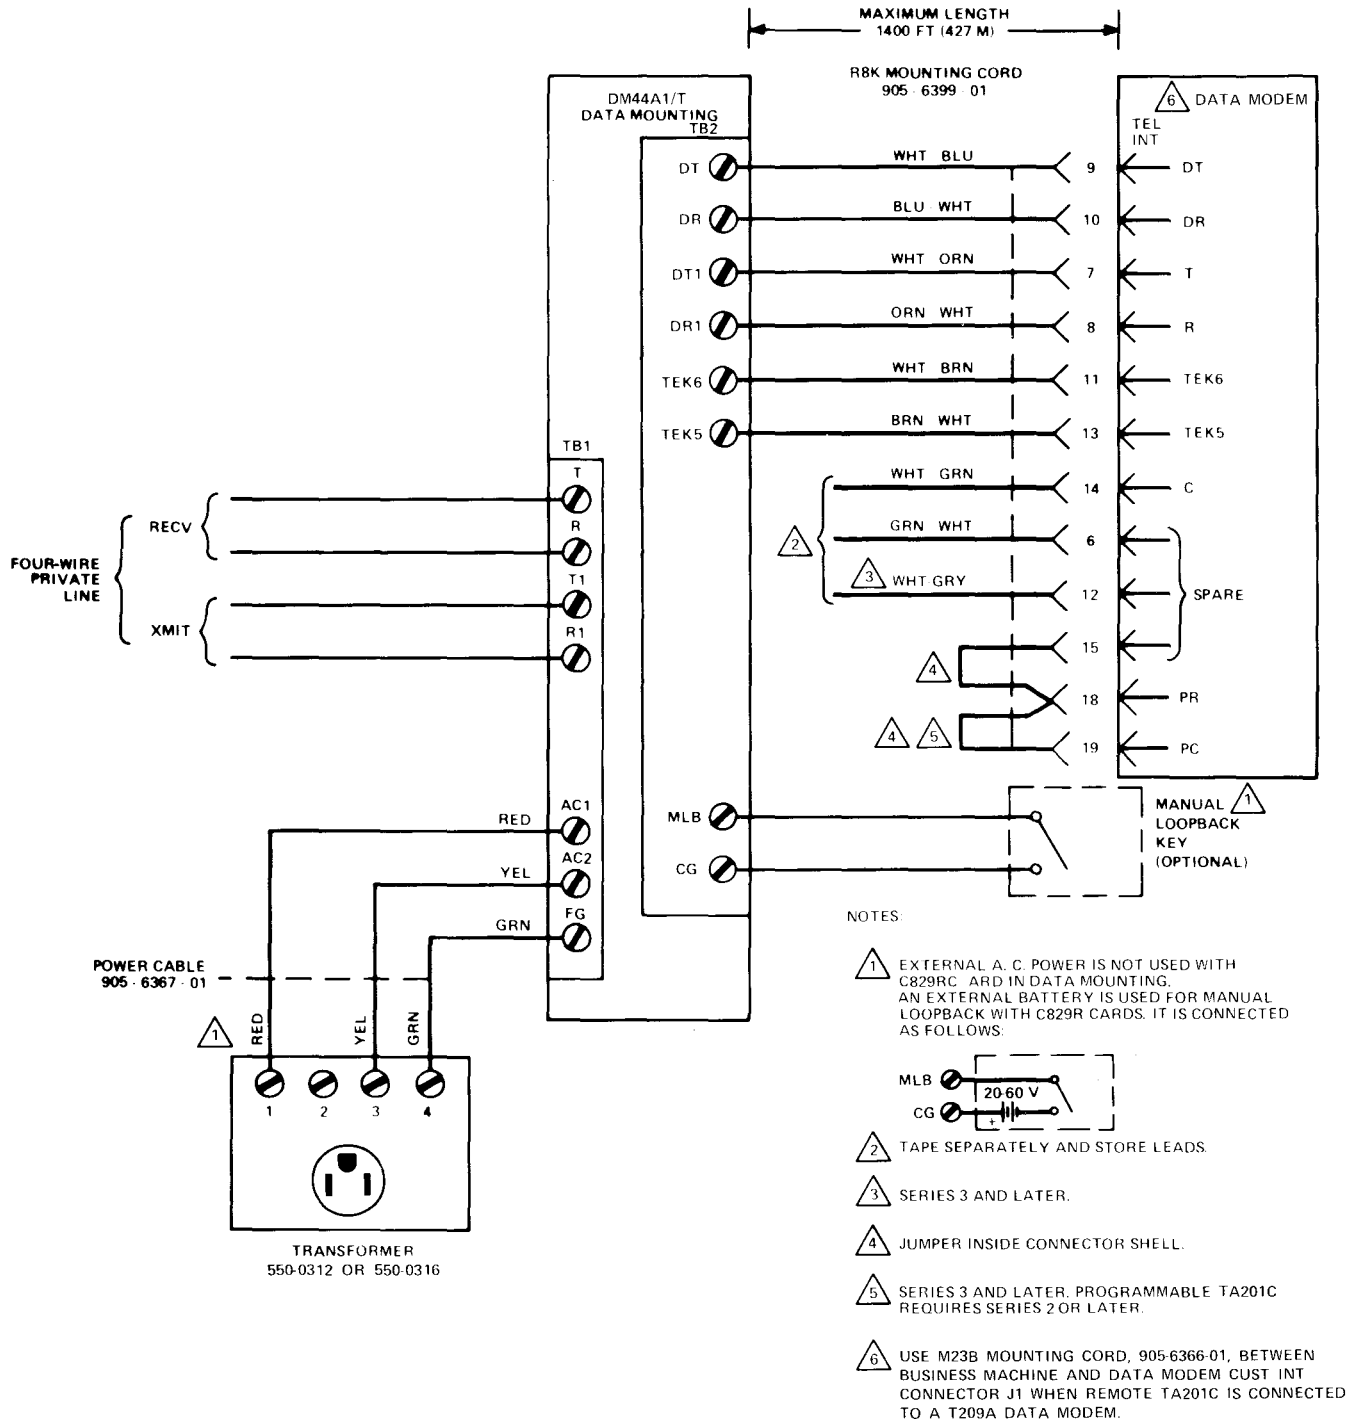 MAXIMUM LENGTH
1400 FT (427 M)
R8K MOUNTING CORD
905-6399-01
DM44A1/T
DATA MOUNTING
TB2
6 DATA MODEM
TEL
INT
DT WHT BLU 9 DT
DR BLU-WHT 10 DR
DT1 WHT ORN 7 T
DR1 ORN WHT 8 R
TEK6 WHT BRN 11 TEK6
TEK5 BRN WHT 13 TEK5
WHT GRN 14 C
GRN WHT 6
2
3 WHT-GRY 12 SPARE
15
4
18 PR
4 5
19 PC
TB1
T
RECV
R
FOUR-WIRE
PRIVATE
LINE
T1
XMIT
R1
AC1
RED
AC2
YEL
FG
GRN
MLB
CG
MANUAL 1
LOOPBACK
KEY
(OPTIONAL)
POWER CABLE
905-6367-01
1
RED
YEL
GRN
1 2 3 4
TRANSFORMER
550-0312 OR 550-0316
NOTES:
1 EXTERNAL A. C. POWER IS NOT USED WITH
C829RC ARD IN DATA MOUNTING.
AN EXTERNAL BATTERY IS USED FOR MANUAL
LOOPBACK WITH C829R CARDS. IT IS CONNECTED
AS FOLLOWS:
MLB
20-60 V
CG
+
2 TAPE SEPARATELY AND STORE LEADS.
3 SERIES 3 AND LATER.
4 JUMPER INSIDE CONNECTOR SHELL.
5 SERIES 3 AND LATER. PROGRAMMABLE TA201C
REQUIRES SERIES 2 OR LATER.
6 USE M23B MOUNTING CORD, 905-6366-01, BETWEEN
BUSINESS MACHINE AND DATA MODEM CUST INT
CONNECTOR J1 WHEN REMOTE TA201C IS CONNECTED
TO A T209A DATA MODEM.